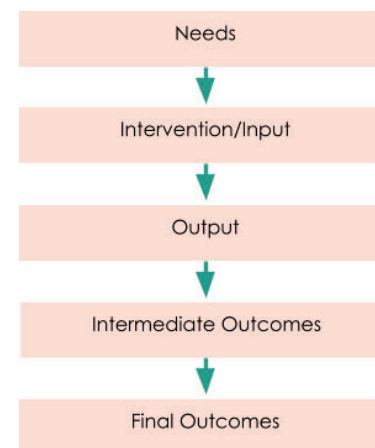 Needs
Intervention/Input
Output
Intermediate Outcomes
Final Outcomes